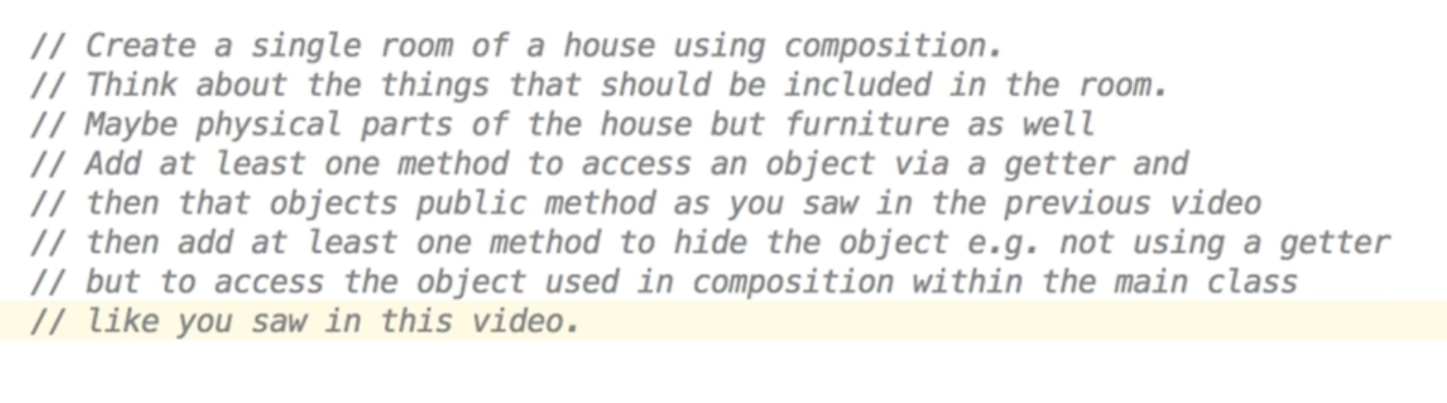 // Create a single room of a house using composition.
// Think about the things that should be included in the room.
// Maybe physical parts of the house but furniture as well
// Add at least one method to access an object via a getter and
// then that objects public method as you saw in the previous video
// then add at least one method to hide the object e.g. not using a getter
// but to access the object used in composition within the main class
// like you saw in this video.